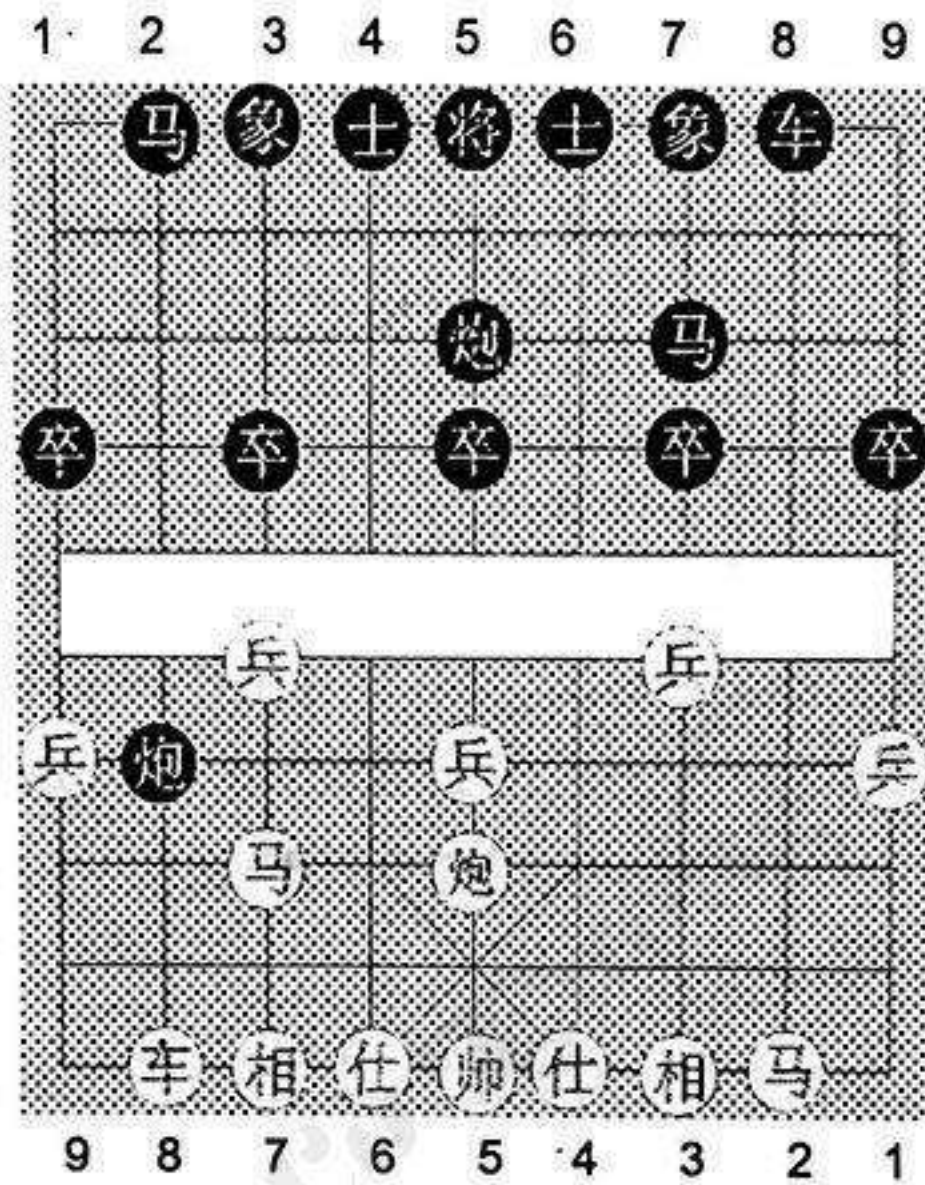 1 2 3 4 5 6 7 8 9
马 象 士 将 士 象 车
炮 马
卒 卒 卒 卒 卒
兵 兵
兵 炮 兵 兵
马 炮
车 相 仕 帅 仕 相 马
9 8 7 6 5 4 3 2 1